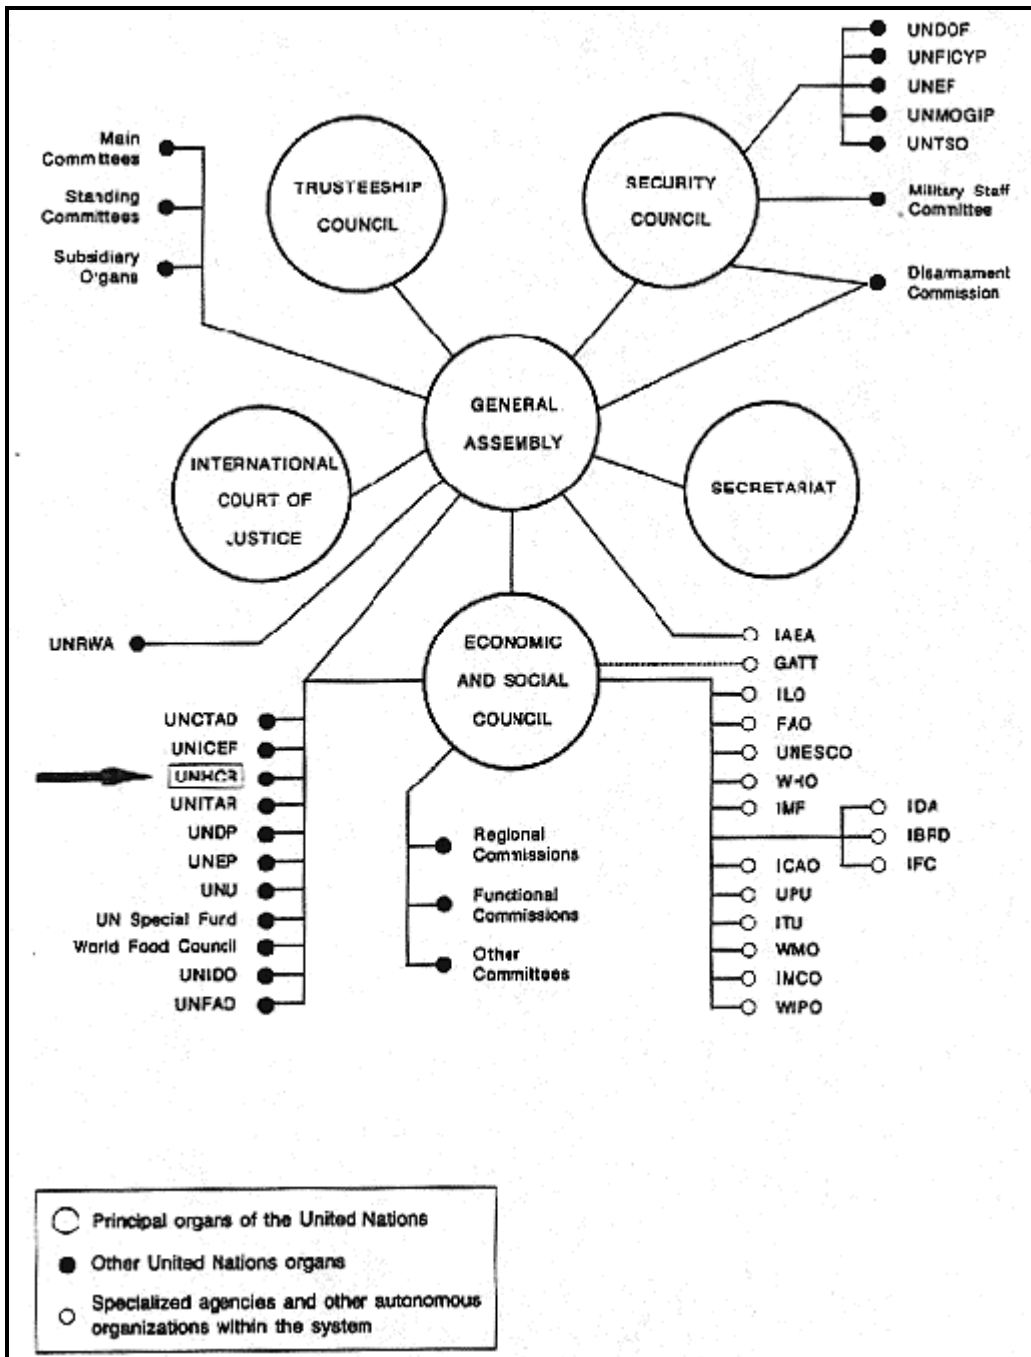 UNDOF
UNFICYP
UNEF
UNMOGIP
UNTSO
Main
Committees
Standing
Committees
Subsidiary
Organs
TRUSTEESHIP
COUNCIL
SECURITY
COUNCIL
Military Staff
Committee
Disarmament
Commission
GENERAL
ASSEMBLY
INTERNATIONAL
COURT OF
JUSTICE
SECRETARIAT
UNRWA
ECONOMIC
AND SOCIAL
COUNCIL
IAEA
GATT
ILO
FAO
UNESCO
WHO
IMF
IDA
IBRD
IFC
ICAO
UPU
ITU
WMO
IMCO
WIPO
UNCTAD
UNICEF
UNHCR
UNITAR
UNDP
UNEP
UNU
UN Special Fund
World Food Council
UNIDO
UNFAD
Regional
Commissions
Functional
Commissions
Other
Committees
Principal organs of the United Nations
Other United Nations organs
Specialized agencies and other autonomous
organizations within the system